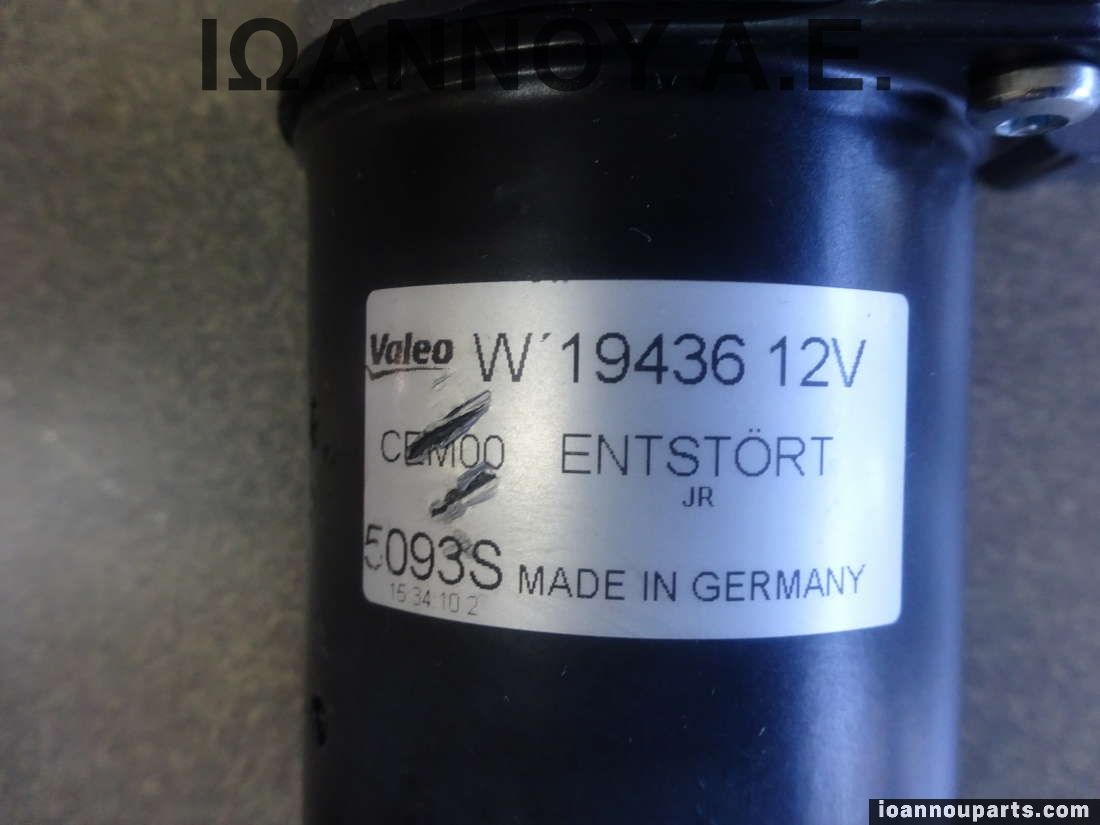 ΙΩΑΝΝΟΥ Α.Ε.
Valeo W´19436 12V
CEM00 ENTSTÖRT
JR
5093S MADE IN GERMANY
15 34 10 2
ioannouparts.com